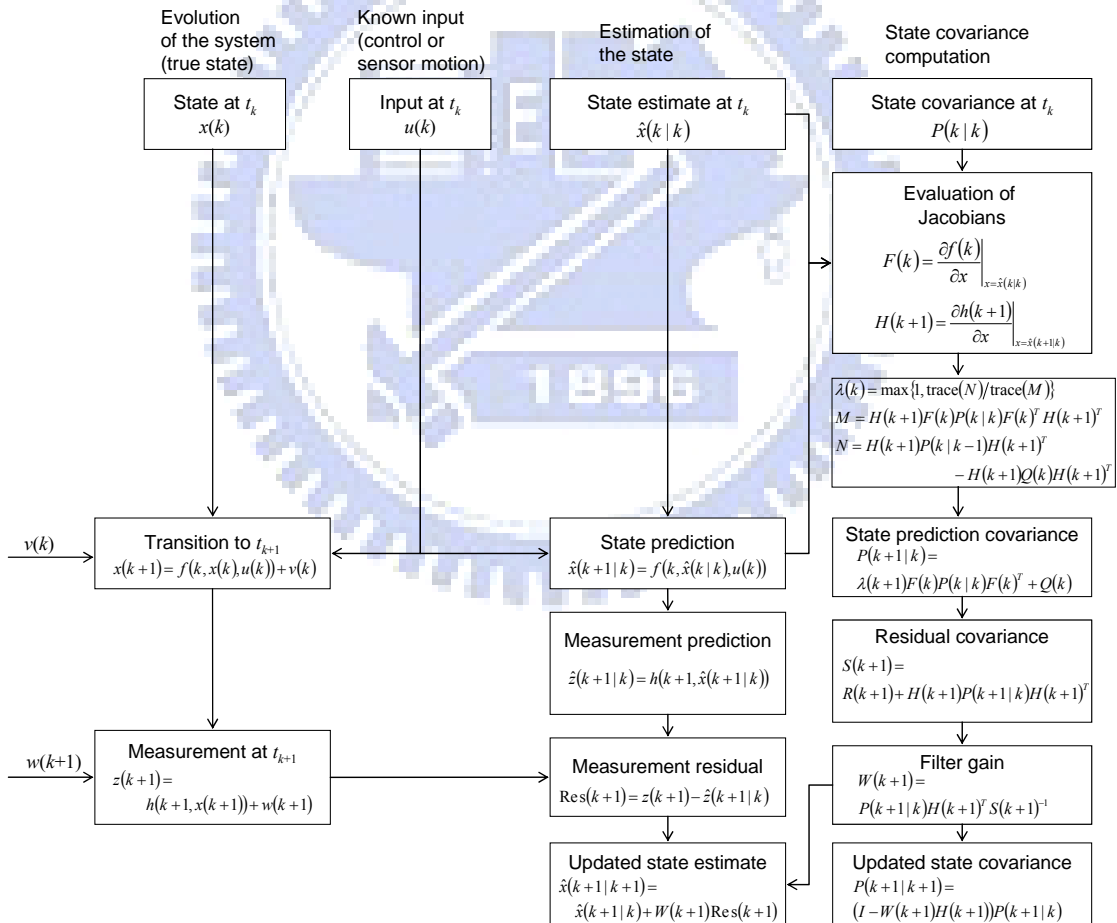 Evolution
of the system
(true state)
Known input
(control or
sensor motion)
Estimation of
the state
State covariance
computation
State at t_k
x(k)
Input at t_k
u(k)
State estimate at t_k
x̂(k | k)
State covariance at t_k
P(k | k)
Evaluation of
Jacobians
F(k) = ∂f(k)/∂x |_{x=x̂(k|k)}
H(k+1) = ∂h(k+1)/∂x |_{x=x̂(k+1|k)}
λ(k) = max{1, trace(N)/trace(M)}
M = H(k+1)F(k)P(k | k)F(k)^T H(k+1)^T
N = H(k+1)P(k | k−1)H(k+1)^T
− H(k+1)Q(k)H(k+1)^T
v(k)
Transition to t_{k+1}
x(k+1) = f(k, x(k), u(k)) + v(k)
State prediction
x̂(k+1 | k) = f(k, x̂(k | k), u(k))
State prediction covariance
P(k+1 | k) =
λ(k+1)F(k)P(k | k)F(k)^T + Q(k)
Measurement prediction
ẑ(k+1 | k) = h(k+1, x̂(k+1 | k))
Residual covariance
S(k+1) =
R(k+1) + H(k+1)P(k+1 | k)H(k+1)^T
w(k+1)
Measurement at t_{k+1}
z(k+1) =
h(k+1, x(k+1)) + w(k+1)
Measurement residual
Res(k+1) = z(k+1) − ẑ(k+1 | k)
Filter gain
W(k+1) =
P(k+1 | k)H(k+1)^T S(k+1)^{−1}
Updated state estimate
x̂(k+1 | k+1) =
x̂(k+1 | k) + W(k+1)Res(k+1)
Updated state covariance
P(k+1 | k+1) =
(I − W(k+1)H(k+1))P(k+1 | k)
1896